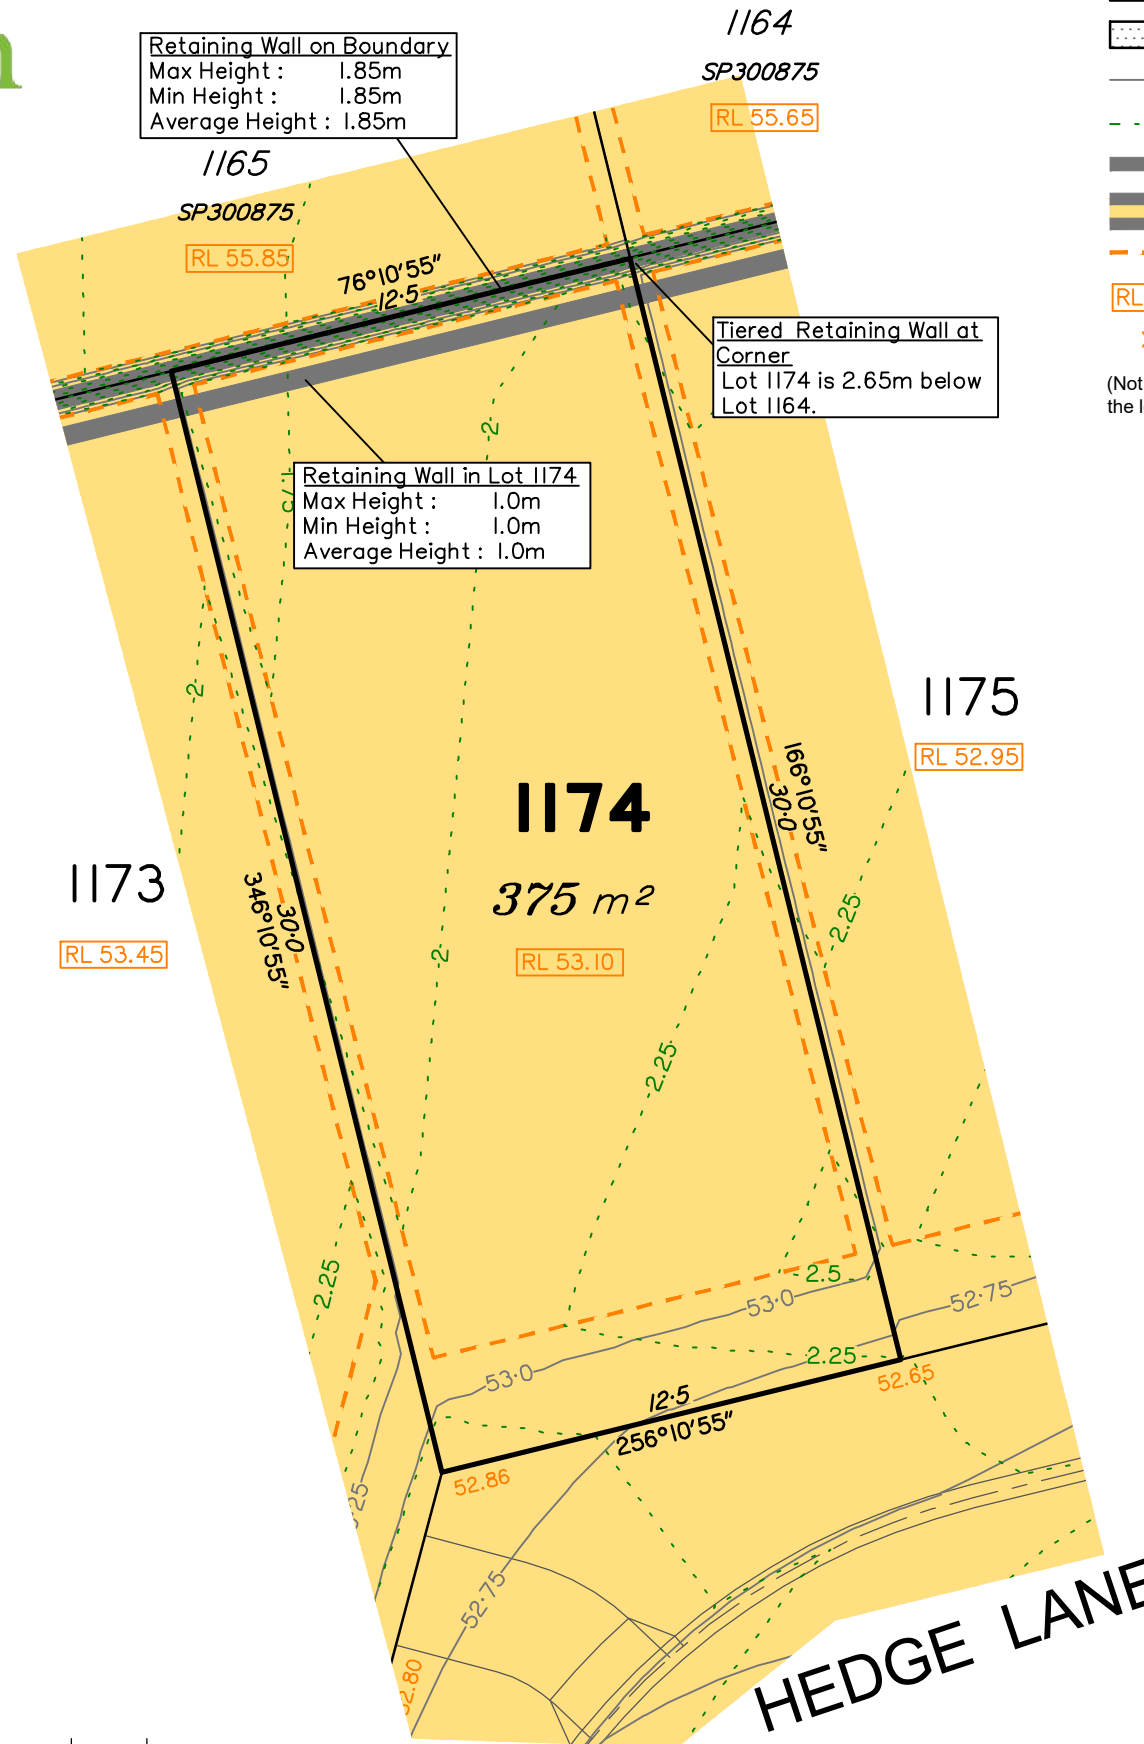 1164
SP300875
RL 55.65
Retaining Wall on Boundary
Max Height : 1.85m
Min Height : 1.85m
Average Height : 1.85m
1165
SP300875
RL 55.85
76°10'55"
12·5
Tiered Retaining Wall at
Corner
Lot 1174 is 2.65m below
Lot 1164.
RL
(Not
the l
2
Retaining Wall in Lot 1174
Max Height : 1.0m
Min Height : 1.0m
Average Height : 1.0m
2
1175
RL 52.95
166°10'55"
30·0
1174
375 m²
RL 53.10
1173
RL 53.45
346°10'55"
30·0
2.25
2
2.25
2.25
2.5
53·0
52·75
2.25
53·0
52.65
12·5
256°10'55"
52.86
52·75
HEDGE LANE